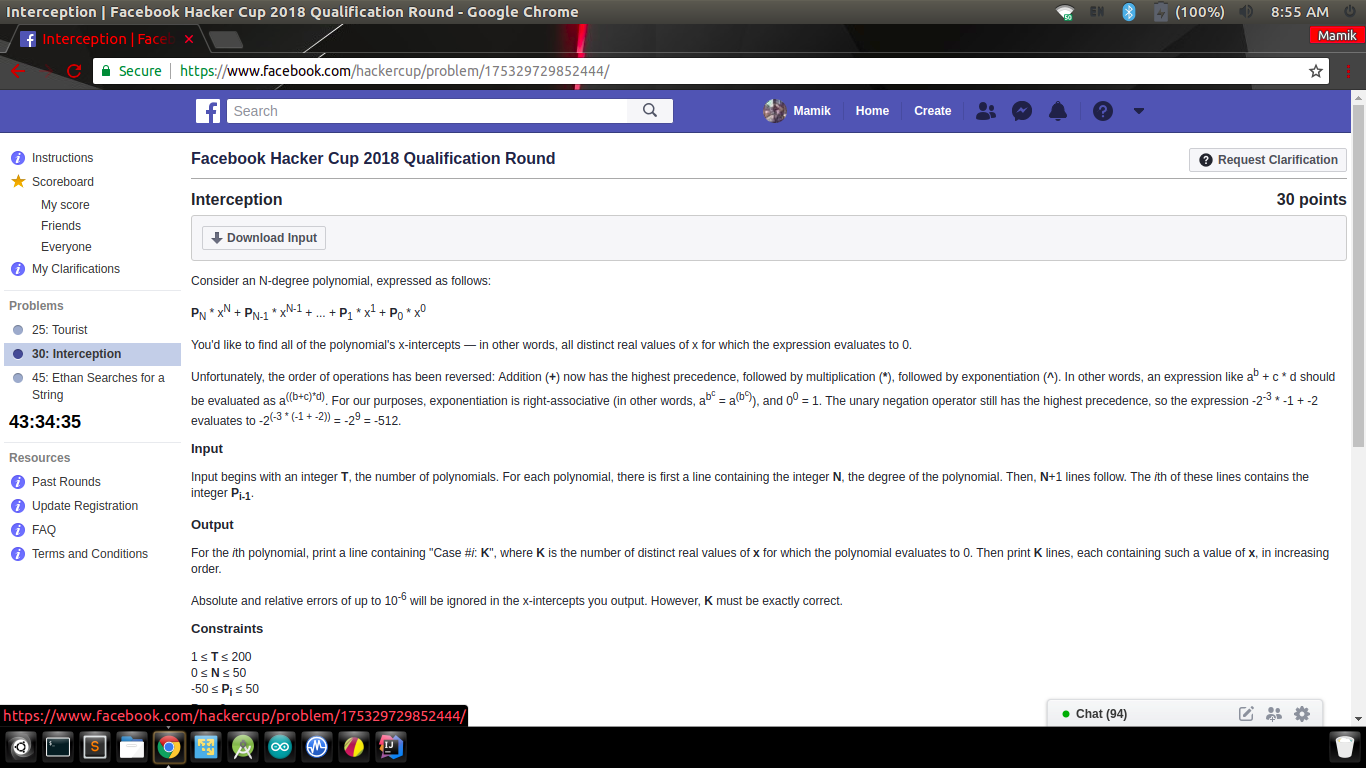 Interception | Facebook Hacker Cup 2018 Qualification Round - Google Chrome
50 EN (100%) 8:55 AM
Interception | Face × Mamik
Secure https://www.facebook.com/hackercup/problem/175329729852444/
Search Mamik Home Create
Instructions
Scoreboard
My score
Friends
Everyone
My Clarifications
Problems
25: Tourist
30: Interception
45: Ethan Searches for a
String
43:34:35
Resources
Past Rounds
Update Registration
FAQ
Terms and Conditions
Facebook Hacker Cup 2018 Qualification Round
Request Clarification
Interception 30 points
Download Input
Consider an N-degree polynomial, expressed as follows:
P_N * x^N + P_N-1 * x^N-1 + ... + P_1 * x^1 + P_0 * x^0
You'd like to find all of the polynomial's x-intercepts — in other words, all distinct real values of x for which the expression evaluates to 0.
Unfortunately, the order of operations has been reversed: Addition (+) now has the highest precedence, followed by multiplication (*), followed by exponentiation (^). In other words, an expression like a^b + c * d should
be evaluated as a^((b+c)*d). For our purposes, exponentiation is right-associative (in other words, a^b^c = a^(b^c)), and 0^0 = 1. The unary negation operator still has the highest precedence, so the expression -2^-3 * -1 + -2
evaluates to -2^(-3 * (-1 + -2)) = -2^9 = -512.
Input
Input begins with an integer T, the number of polynomials. For each polynomial, there is first a line containing the integer N, the degree of the polynomial. Then, N+1 lines follow. The ith of these lines contains the
integer P_i-1.
Output
For the ith polynomial, print a line containing "Case #i: K", where K is the number of distinct real values of x for which the polynomial evaluates to 0. Then print K lines, each containing such a value of x, in increasing
order.
Absolute and relative errors of up to 10^-6 will be ignored in the x-intercepts you output. However, K must be exactly correct.
Constraints
1 ≤ T ≤ 200
0 ≤ N ≤ 50
-50 ≤ P_i ≤ 50
https://www.facebook.com/hackercup/problem/175329729852444/
Chat (94)